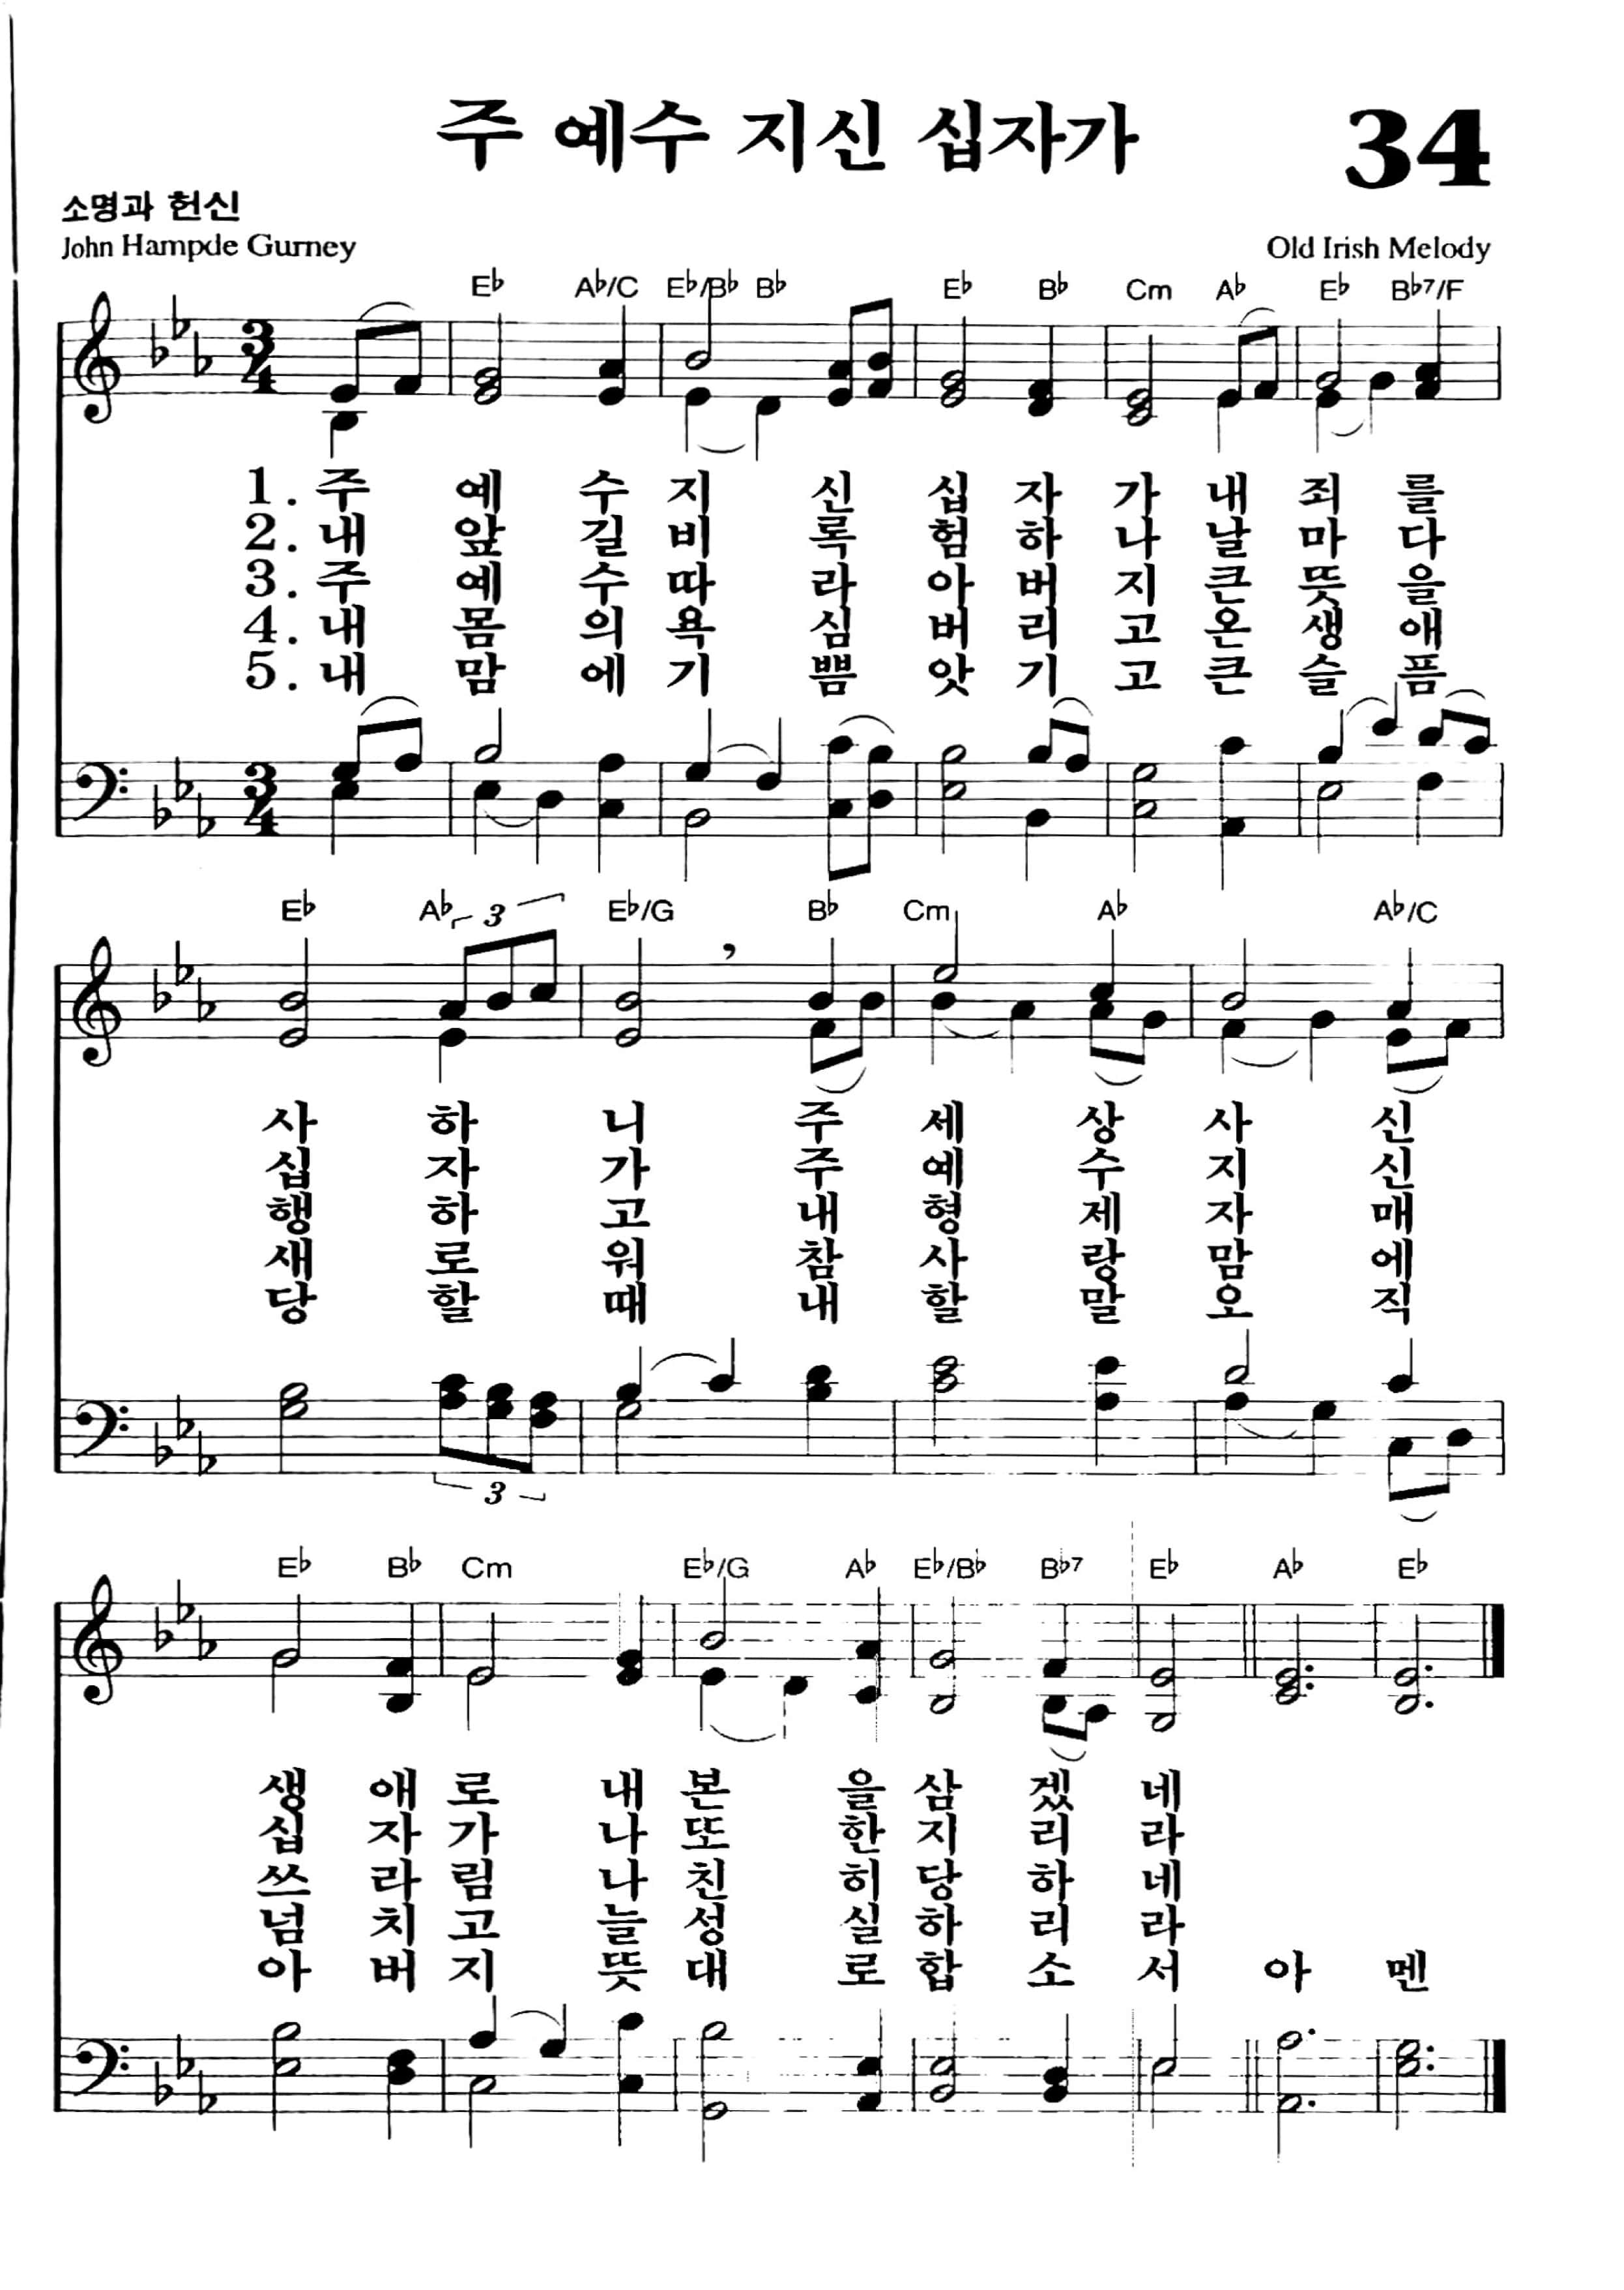 주 예수 지신 십자가 34
소명과 헌신
John Hampde Gurney Old Irish Melody
E♭ A♭/C E♭/B♭ B♭ E♭ B♭ Cm A♭ E♭ B♭7/F
3 4
1. 주 예 수 지 신 십 자 가 내 죄 를
2. 내 앞 길 비 록 험 하 나 날 마 다
3. 주 예 수 따 라 아 버 지 큰 뜻 을
4. 내 몸 의 욕 심 버 리 고 온 생 애
5. 내 맘 에 기 쁨 앗 기 고 큰 슬 픔
3 4
E♭ A♭ 3 E♭/G B♭ Cm A♭ A♭/C
사 하 니 주 세 상 사 신
십 자 가 주 예 수 지 신
행 하 고 내 형 제 자 매
새 로 워 참 사 랑 맘 에
당 할 때 내 할 말 오 직
3
E♭ B♭ Cm E♭/G A♭ E♭/B♭ B♭7 E♭ A♭ E♭
생 애 로 내 본 을 삼 겠 네
십 자 가 나 또 한 지 리 라
쓰 라 림 나 친 히 당 하 네
넘 치 고 늘 성 실 하 리 라
아 버 지 뜻 대 로 합 소 서 아 멘